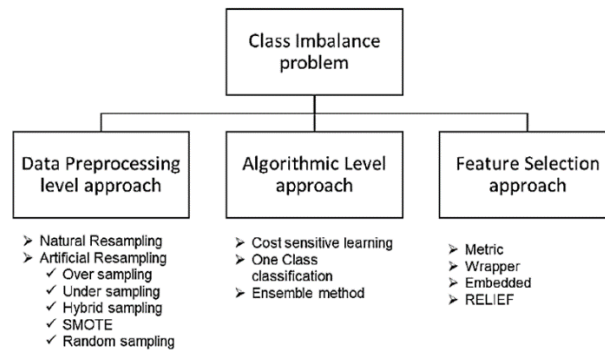 Class Imbalance
problem
Data Preprocessing
level approach
Natural Resampling
Artificial Resampling
Over sampling
Under sampling
Hybrid sampling
SMOTE
Random sampling
Algorithmic Level
approach
Cost sensitive learning
One Class
classification
Ensemble method
Feature Selection
approach
Metric
Wrapper
Embedded
RELIEF